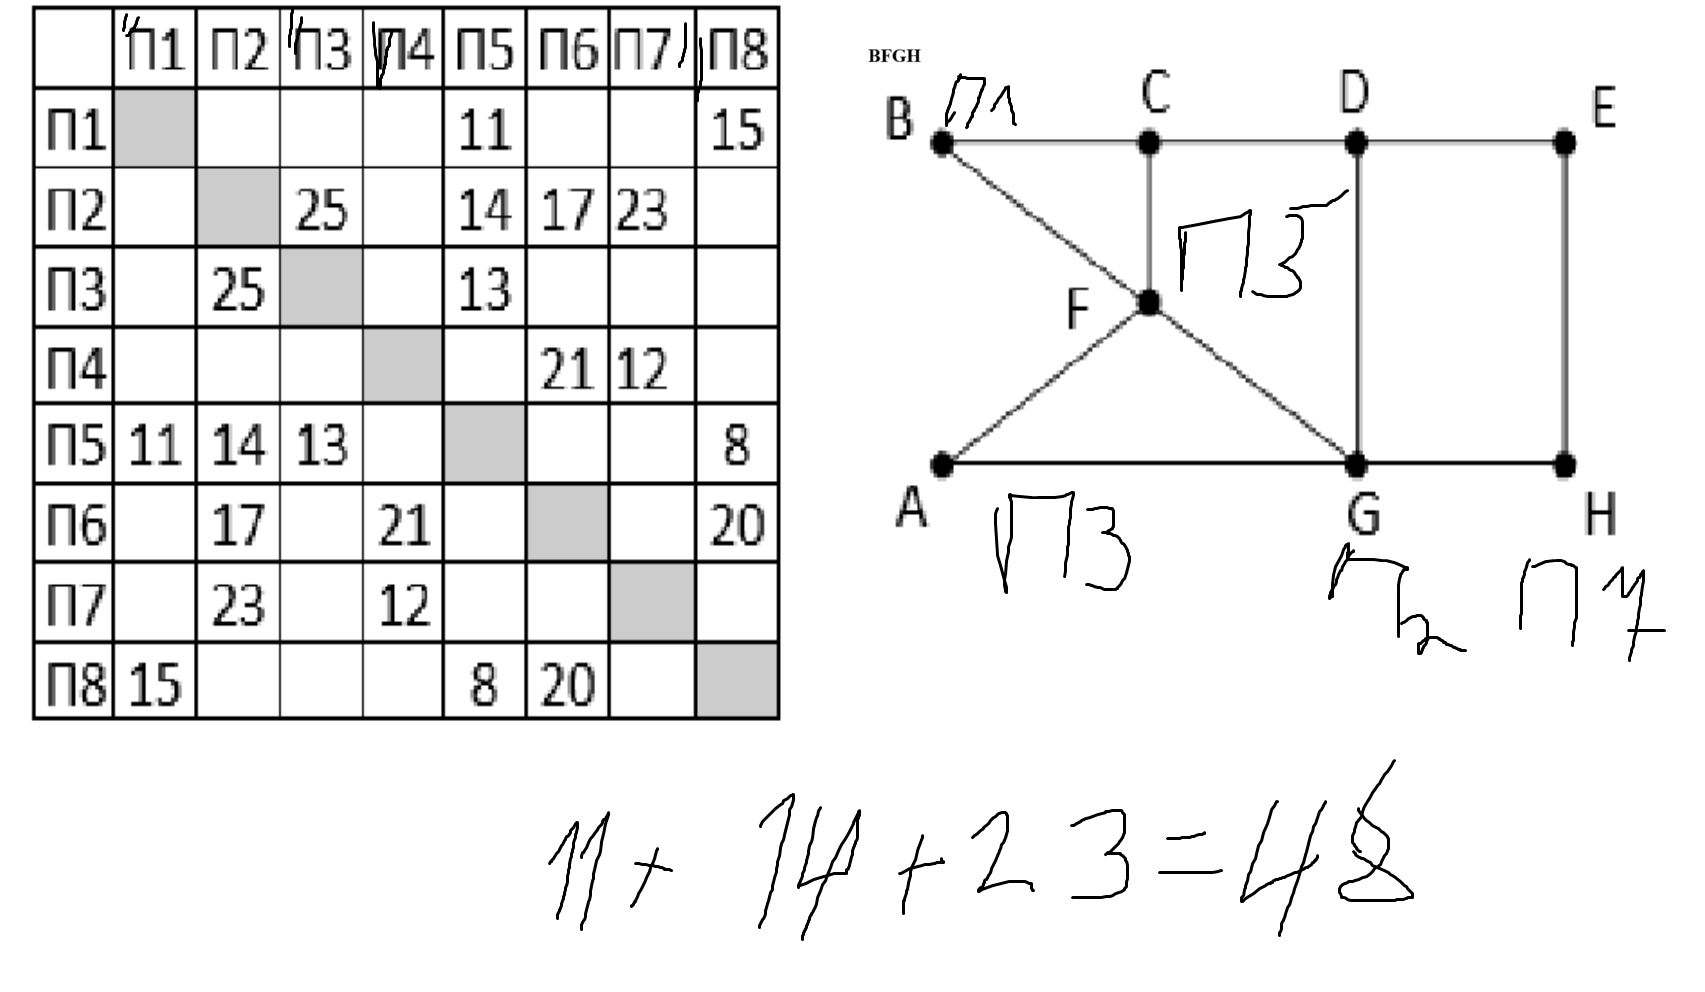 П1 П2 П3 П4 П5 П6 П7 П8
П1 11 15
П2 25 14 17 23
П3 25 13
П4 21 12
П5 11 14 13 8
П6 17 21 20
П7 23 12
П8 15 8 20
BFGH
B П1 C D E
F П5
A G H
П3 П2 П7
11 + 14 + 23 = 48